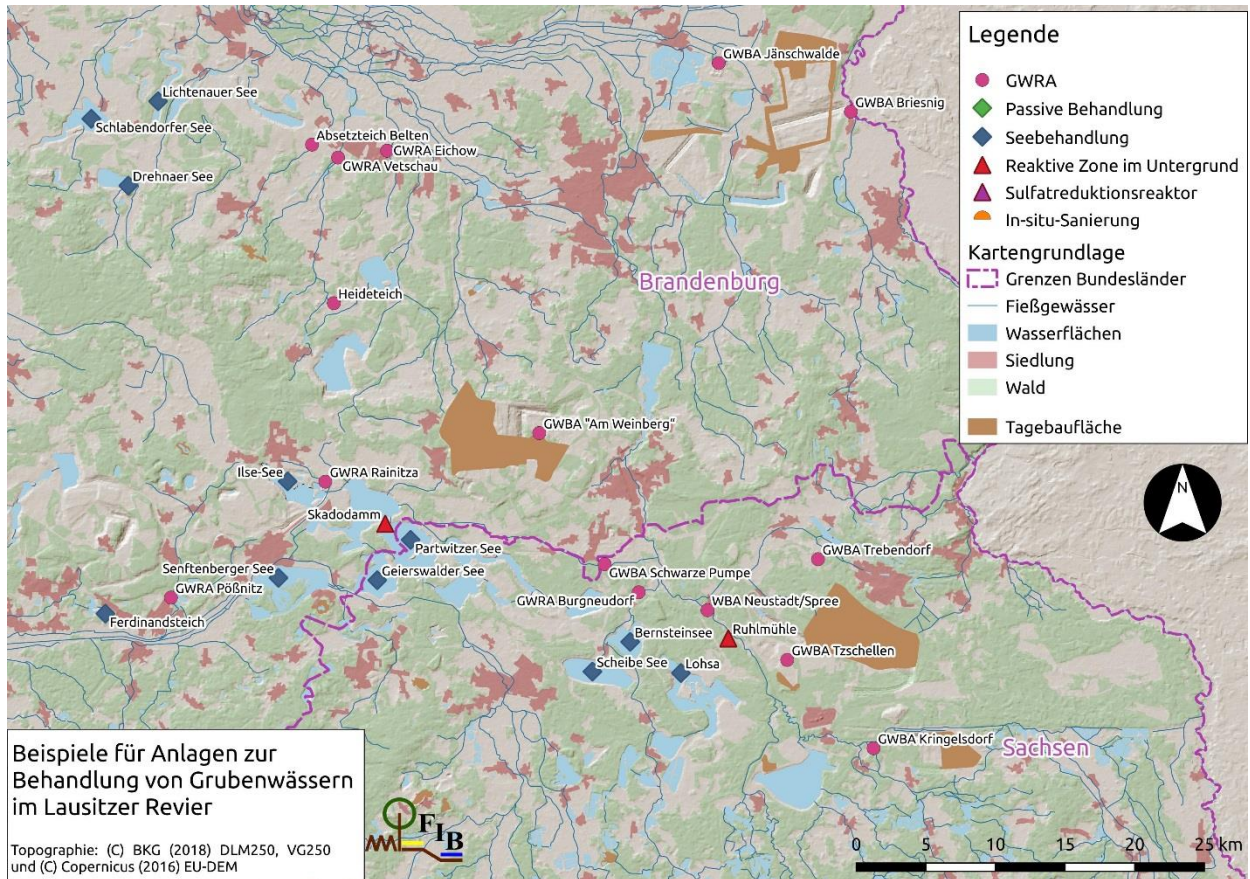 GWBA Jänschwalde
Lichtenauer See
GWBA Briesnig
Schlabendorfer See
Absetzteich Belten
GWRA Eichow
GWRA Vetschau
Drehnaer See
Brandenburg
Heideteich
GWBA "Am Weinberg"
Ilse-See
GWRA Rainitza
Skadodamm
Partwitzer See
Senftenberger See
Geierswalder See
GWRA Pößnitz
Ferdinandsteich
GWBA Schwarze Pumpe
GWBA Trebendorf
GWRA Burgneudorf
WBA Neustadt/Spree
Ruhlmühle
Bernsteinsee
GWBA Tzschellen
Scheibe See
Lohsa
GWBA Kringelsdorf
Sachsen
Legende
GWRA
Passive Behandlung
Seebehandlung
Reaktive Zone im Untergrund
Sulfatreduktionsreaktor
In-situ-Sanierung
Kartengrundlage
Grenzen Bundesländer
Fießgewässer
Wasserflächen
Siedlung
Wald
Tagebaufläche
N
Beispiele für Anlagen zur
Behandlung von Grubenwässern
im Lausitzer Revier
Topographie: (C) BKG (2018) DLM250, VG250
und (C) Copernicus (2016) EU-DEM
FIB
0 5 10 15 20 25 km